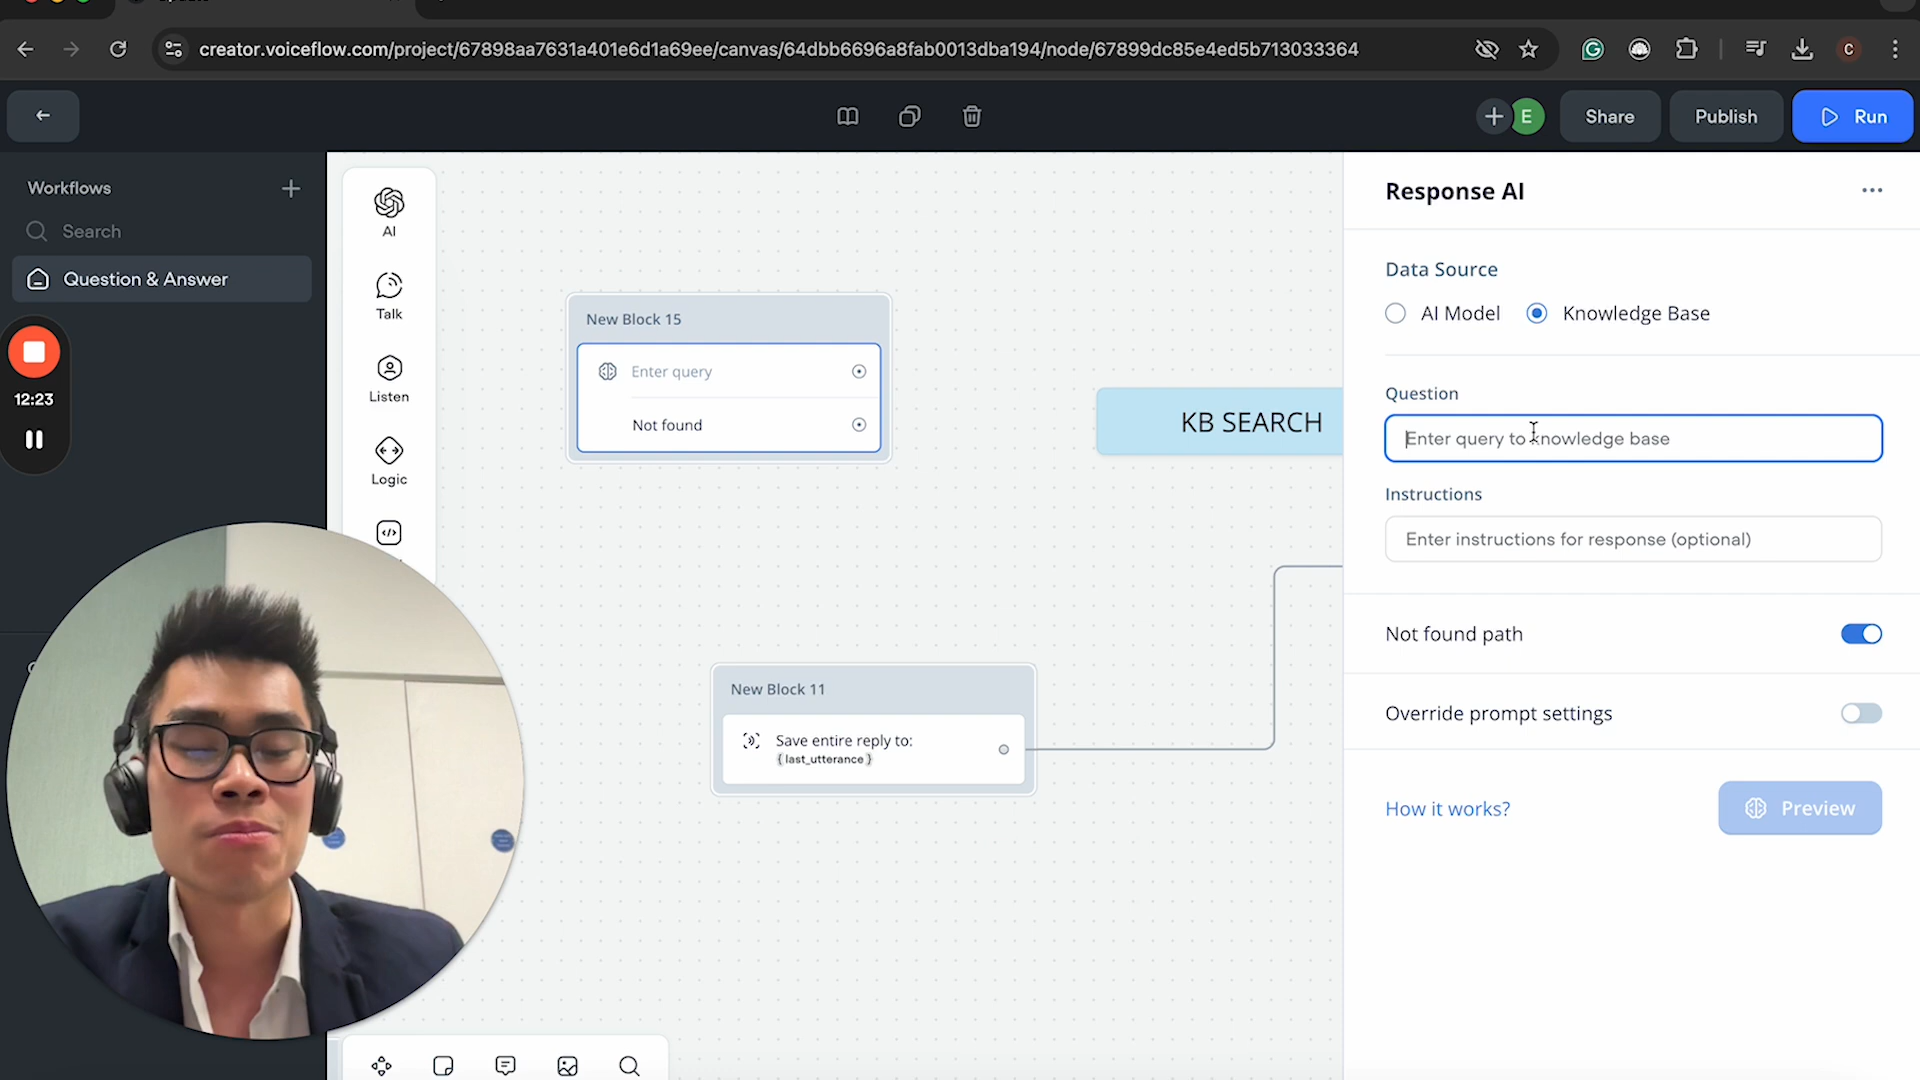 creator.voiceflow.com/project/67898aa7631a401e6d1a69ee/canvas/64dbb6696a8fab0013dba194/node/67899dc85e4ed5b713033364
C
E
Share
Publish
Run
Workflows
Search
Question & Answer
12:23
AI
Talk
Listen
Logic
New Block 15
Enter query
Not found
KB SEARCH
New Block 11
Save entire reply to:
{last_utterance}
Response AI
Data Source
AI Model
Knowledge Base
Question
Enter query to knowledge base
Instructions
Enter instructions for response (optional)
Not found path
Override prompt settings
How it works?
Preview